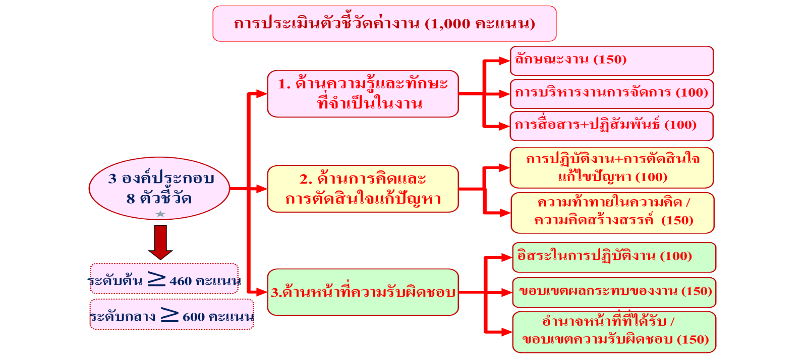 การประเมินตัวชี้วัดค่างาน (1,000 คะแนน)
3 องค์ประกอบ
8 ตัวชี้วัด
ระดับต้น ≥ 460 คะแนน
ระดับกลาง ≥ 600 คะแนน
1. ด้านความรู้และทักษะ
ที่จำเป็นในงาน
ลักษณะงาน (150)
การบริหารงานการจัดการ (100)
การสื่อสาร+ปฏิสัมพันธ์ (100)
2. ด้านการคิดและ
การตัดสินใจแก้ปัญหา
การปฏิบัติงาน+การตัดสินใจ
แก้ไขปัญหา (100)
ความท้าทายในความคิด /
ความคิดสร้างสรรค์ (150)
3.ด้านหน้าที่ความรับผิดชอบ
อิสระในการปฏิบัติงาน (100)
ขอบเขตผลกระทบของงาน (150)
อำนาจหน้าที่ที่ได้รับ /
ขอบเขตความรับผิดชอบ (150)